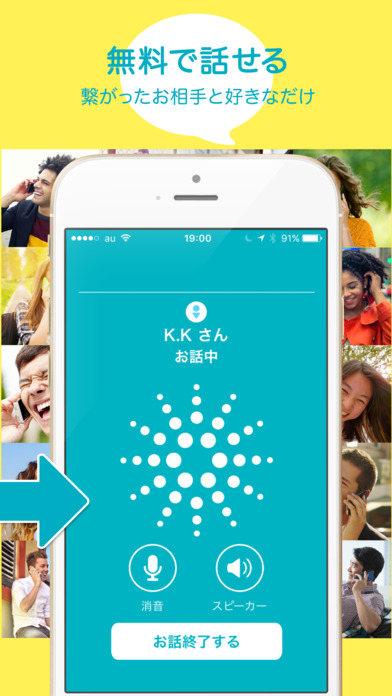 無料で話せる
繋がったお相手と好きなだけ
au 19:00 91%
K.K さん
お話中
消音 スピーカー
お話終了する